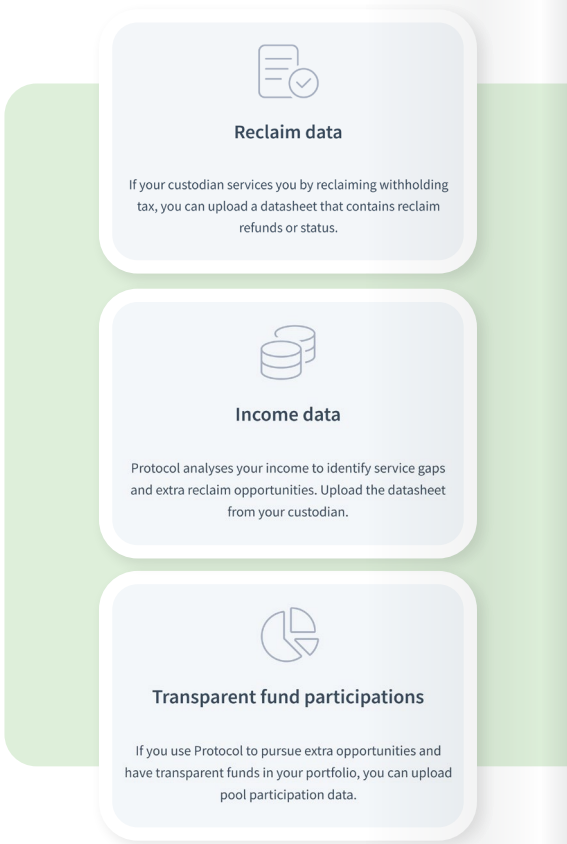 Reclaim data
If your custodian services you by reclaiming withholding
tax, you can upload a datasheet that contains reclaim
refunds or status.
Income data
Protocol analyses your income to identify service gaps
and extra reclaim opportunities. Upload the datasheet
from your custodian.
Transparent fund participations
If you use Protocol to pursue extra opportunities and
have transparent funds in your portfolio, you can upload
pool participation data.